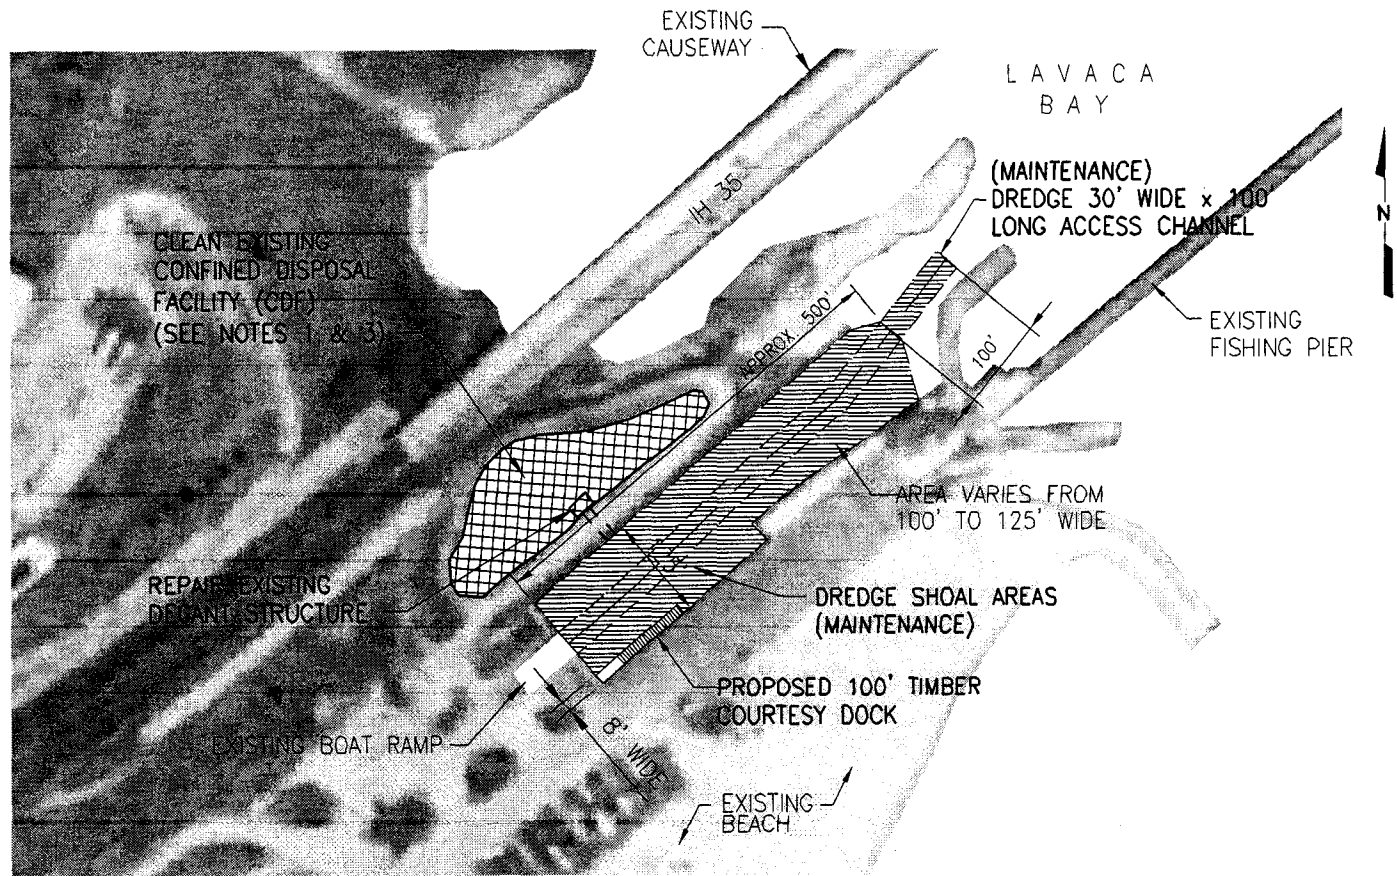 EXISTING
CAUSEWAY
LAVACA
BAY
IH 35
(MAINTENANCE)
DREDGE 30' WIDE x 100'
LONG ACCESS CHANNEL
N
CLEAN EXISTING
CONFINED DISPOSAL
FACILITY (CDF)
(SEE NOTES 1 & 3)
APPROX 500'
100'
EXISTING
FISHING PIER
AREA VARIES FROM
100' TO 125' WIDE
REPAIR EXISTING
DECANT STRUCTURE
DREDGE SHOAL AREAS
(MAINTENANCE)
PROPOSED 100' TIMBER
COURTESY DOCK
EXISTING BOAT RAMP
8' WIDE
EXISTING
BEACH